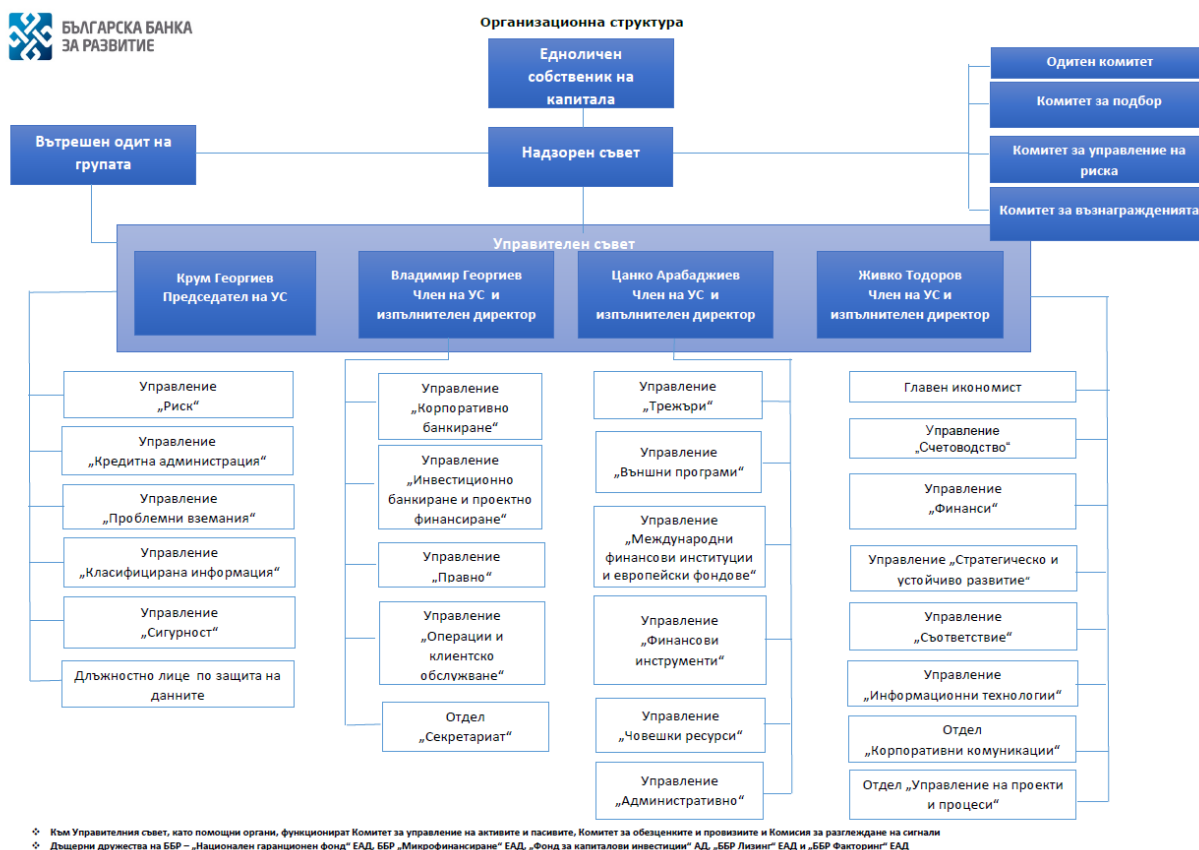 БЪЛГАРСКА БАНКА
ЗА РАЗВИТИЕ
Организационна структура
Едноличен
собственик на
капитала
Одитен комитет
Комитет за подбор
Вътрешен одит на
групата
Надзорен съвет
Комитет за управление на
риска
Комитет за възнагражденията
Управителен съвет
Крум Георгиев
Председател на УС
Владимир Георгиев
Член на УС и
изпълнителен директор
Цанко Арабаджиев
Член на УС и
изпълнителен директор
Живко Тодоров
Член на УС и
изпълнителен директор
Управление
„Риск“
Управление
„Кредитна администрация“
Управление
„Проблемни вземания“
Управление
„Класифицирана информация“
Управление
„Сигурност“
Длъжностно лице по защита на
данните
Управление
„Корпоративно
банкиране“
Управление
„Инвестиционно
банкиране и проектно
финансиране“
Управление
„Правно“
Управление
„Операции и
клиентско
обслужване“
Отдел
„Секретариат“
Управление
„Трежъри“
Управление
„Външни програми“
Управление
„Международни
финансови институции
и европейски фондове“
Управление
„Финансови
инструменти“
Управление
„Човешки ресурси“
Управление
„Административно“
Главен икономист
Управление
„Счетоводство“
Управление
„Финанси“
Управление „Стратегическо и
устойчиво развитие“
Управление
„Съответствие“
Управление
„Информационни технологии“
Отдел
„Корпоративни комуникации“
Отдел „Управление на проекти
и процеси“
❖ Към Управителния съвет, като помощни органи, функционират Комитет за управление на активите и пасивите, Комитет за обезценките и провизиите и Комисия за разглеждане на сигнали
❖ Дъщерни дружества на ББР – „Национален гаранционен фонд“ ЕАД, ББР „Микрофинансиране“ ЕАД, „Фонд за капиталови инвестиции“ АД, „ББР Лизинг“ ЕАД и „ББР Факторинг“ ЕАД